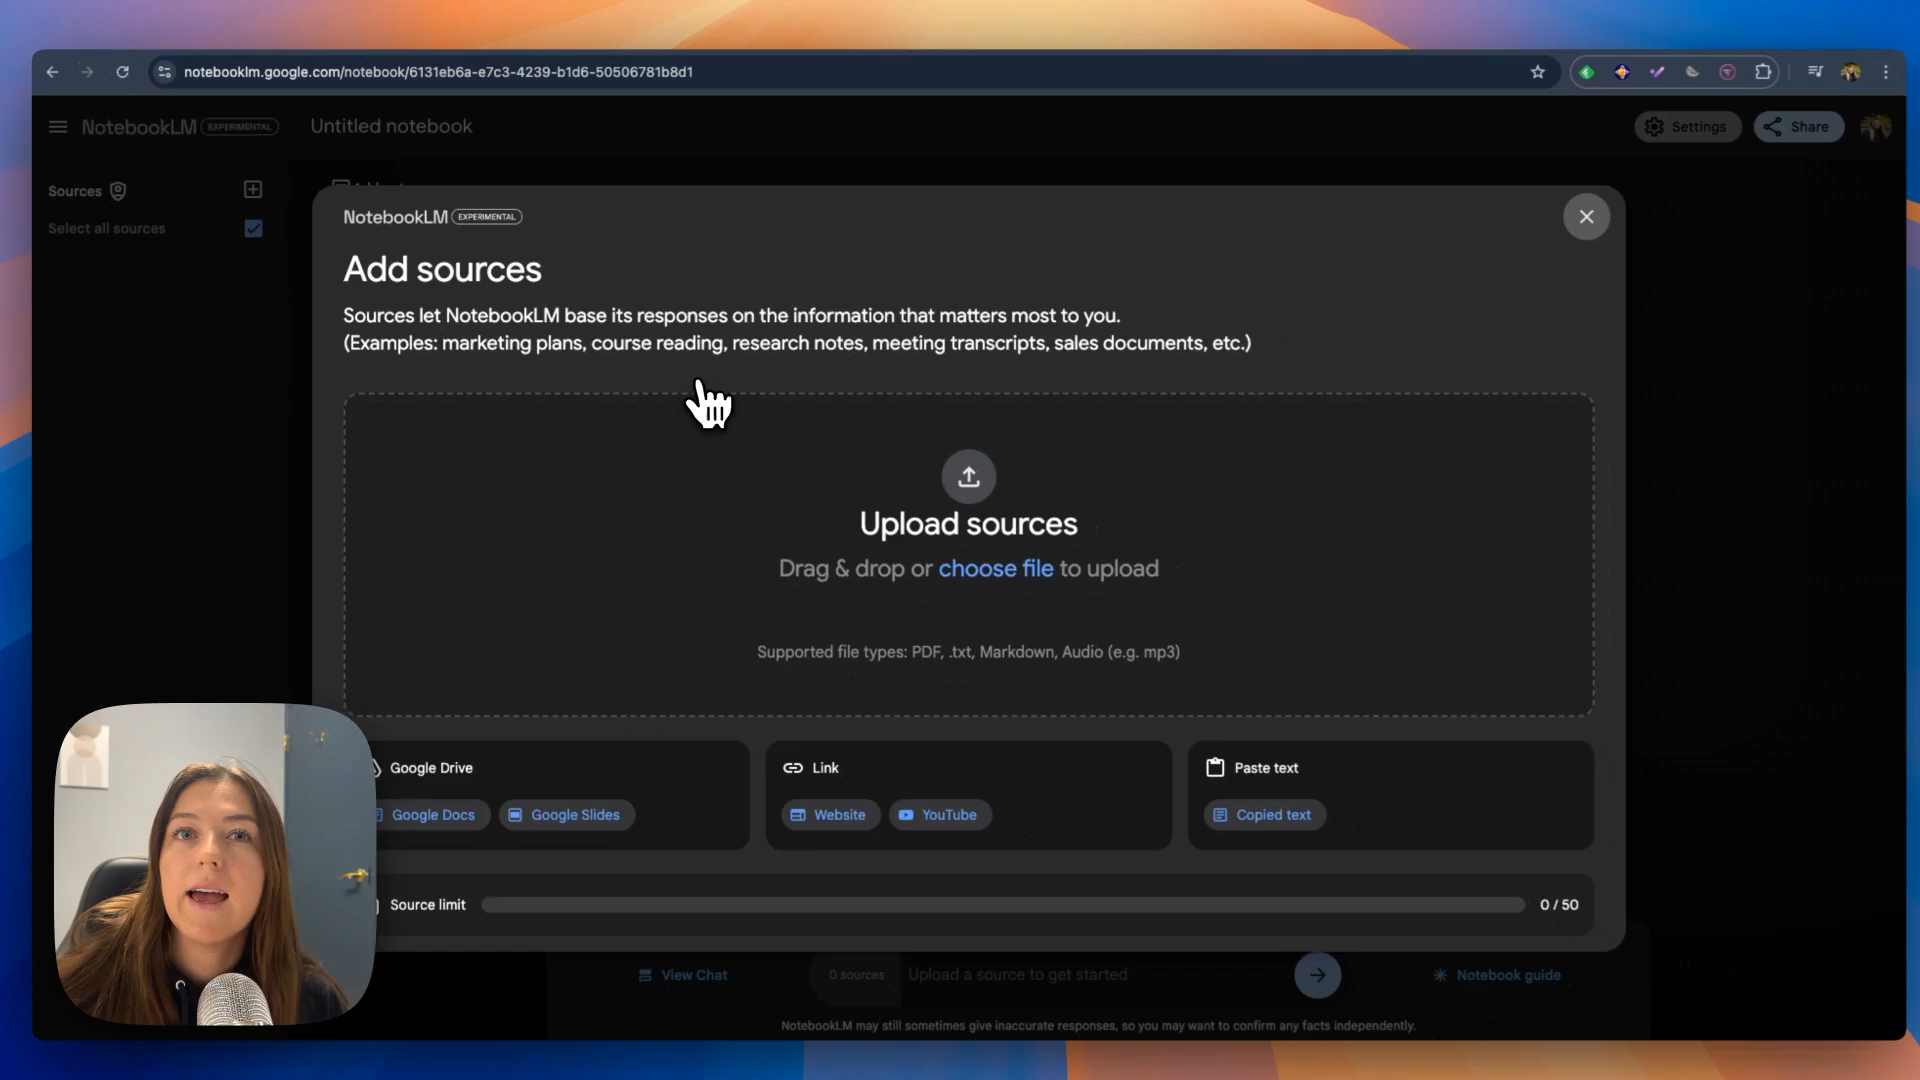 notebooklm.google.com/notebook/6131eb6a-e7c3-4239-b1d6-50506781b8d1
NotebookLM EXPERIMENTAL
Untitled notebook
Settings
Share
Sources
Select all sources
NotebookLM EXPERIMENTAL
Add sources
Sources let NotebookLM base its responses on the information that matters most to you.
(Examples: marketing plans, course reading, research notes, meeting transcripts, sales documents, etc.)
Upload sources
Drag & drop or choose file to upload
Supported file types: PDF, .txt, Markdown, Audio (e.g. mp3)
Google Drive
Google Docs
Google Slides
Link
Website
YouTube
Paste text
Copied text
Source limit
0 / 50
View Chat
0 sources
Upload a source to get started
Notebook guide
NotebookLM may still sometimes give inaccurate responses, so you may want to confirm any facts independently.